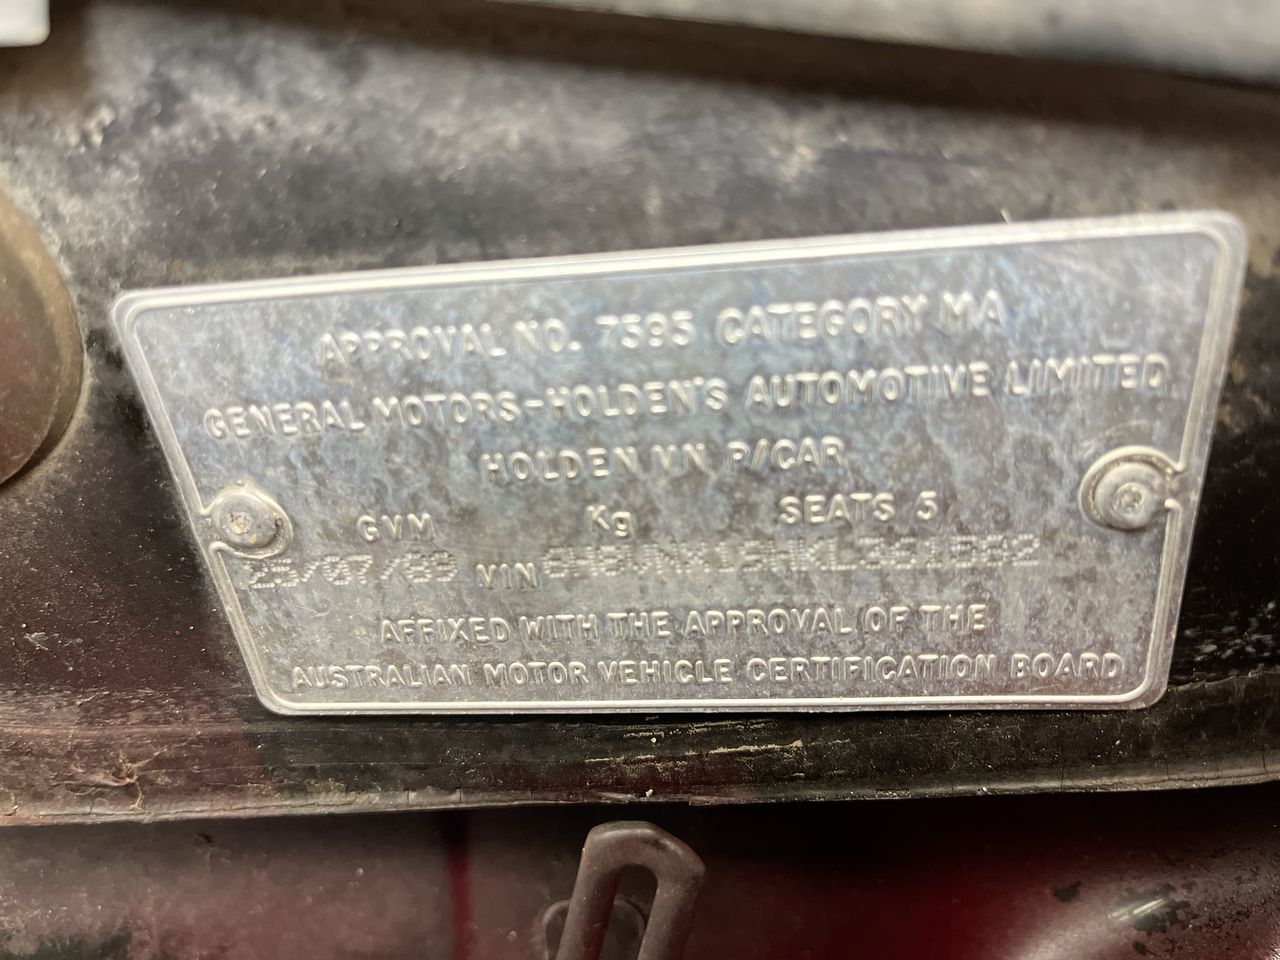 APPROVAL NO. 7595 CATEGORY MA
GENERAL MOTORS-HOLDEN'S AUTOMOTIVE LIMITED
HOLDEN VN P/CAR
GVM Kg SEATS 5
VIN
AFFIXED WITH THE APPROVAL OF THE
AUSTRALIAN MOTOR VEHICLE CERTIFICATION BOARD